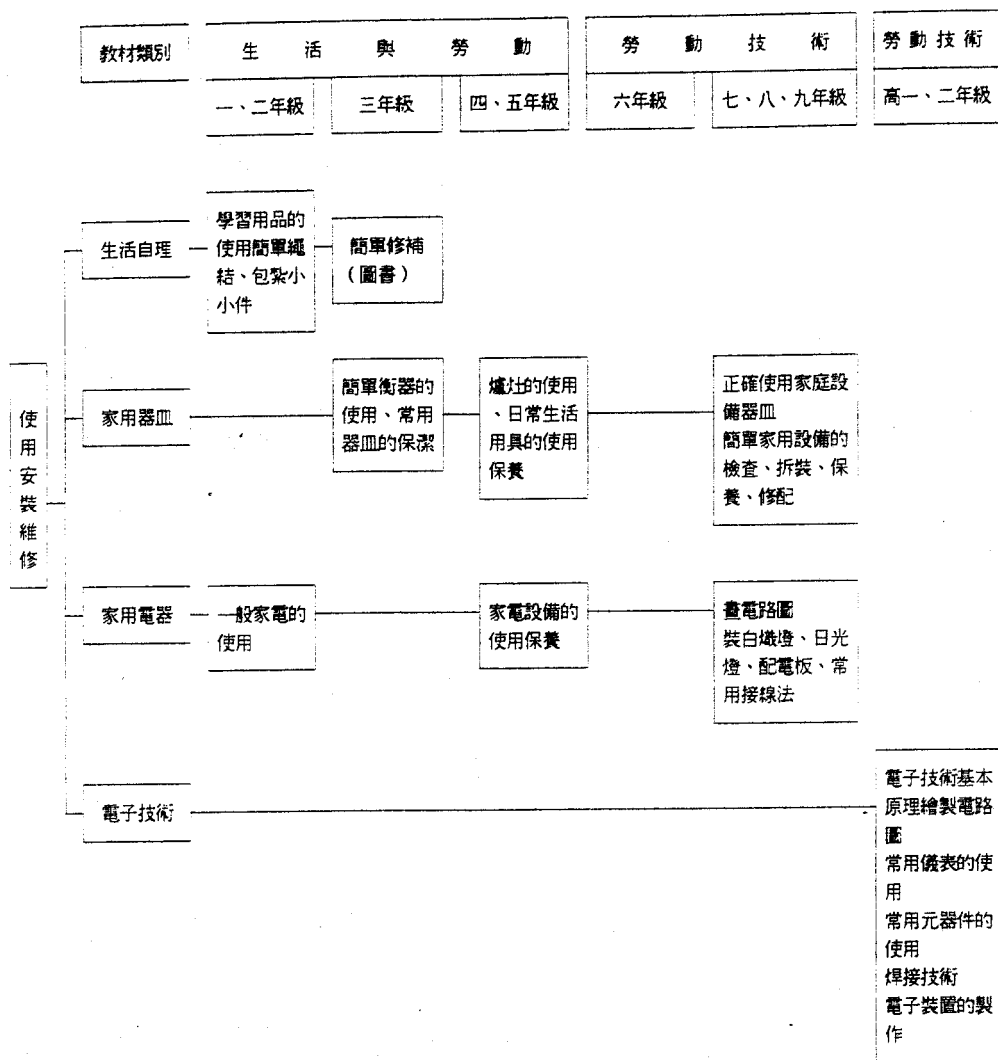 教材類別
生活與勞動
勞動技術
勞動技術
一、二年級
三年級
四、五年級
六年級
七、八、九年級
高一、二年級
使
用
安
裝
維
修
生活自理
學習用品的
使用簡單繩
結、包紮小
小件
簡單修補
(圖書)
家用器皿
簡單衡器的
使用、常用
器皿的保潔
爐灶的使用
、日常生活
用具的使用
保養
正確使用家庭設
備器皿
簡單家用設備的
檢查、拆裝、保
養、修配
家用電器
一般家電的
使用
家電設備的
使用保養
畫電路圖
裝白熾燈、日光
燈、配電板、常
用接線法
電子技術
電子技術基本
原理繪製電路
圖
常用儀表的使
用
常用元器件的
使用
焊接技術
電子裝置的製
作